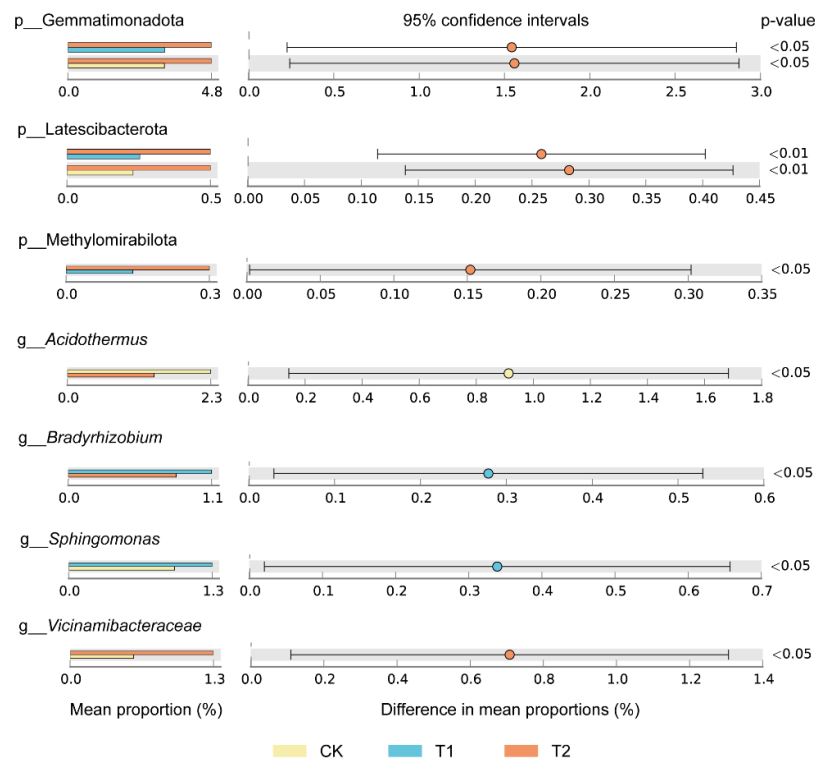 p__Gemmatimonadota 95% confidence intervals p-value
<0.05
<0.05
0.0 4.8 0.0 0.5 1.0 1.5 2.0 2.5 3.0
p__Latescibacterota
<0.01
<0.01
0.0 0.5 0.00 0.05 0.10 0.15 0.20 0.25 0.30 0.35 0.40 0.45
p__Methylomirabilota
<0.05
0.0 0.3 0.00 0.05 0.10 0.15 0.20 0.25 0.30 0.35
g__Acidothermus
<0.05
0.0 2.3 0.0 0.2 0.4 0.6 0.8 1.0 1.2 1.4 1.6 1.8
g__Bradyrhizobium
<0.05
0.0 1.1 0.0 0.1 0.2 0.3 0.4 0.5 0.6
g__Sphingomonas
<0.05
0.0 1.3 0.0 0.1 0.2 0.3 0.4 0.5 0.6 0.7
g__Vicinamibacteraceae
<0.05
0.0 1.3 0.0 0.2 0.4 0.6 0.8 1.0 1.2 1.4
Mean proportion (%) Difference in mean proportions (%)
CK T1 T2